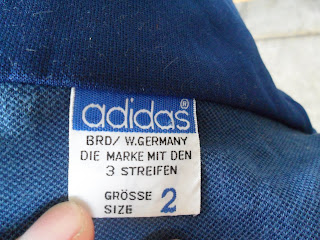 adidas®
BRD/ W.GERMANY
DIE MARKE MIT DEN
3 STREIFEN
GRÖSSE
SIZE 2